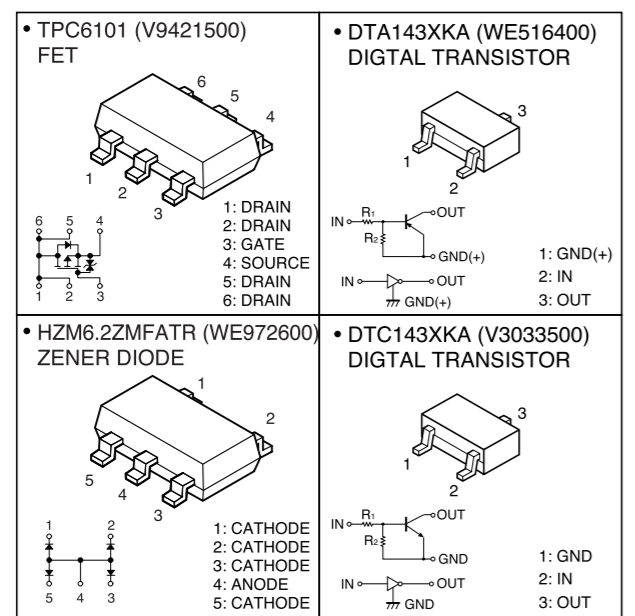 • TPC6101 (V9421500)
FET
6
5
4
1
2
3
1: DRAIN
2: DRAIN
3: GATE
4: SOURCE
5: DRAIN
6: DRAIN
6 5 4
1 2 3
• DTA143XKA (WE516400)
DIGTAL TRANSISTOR
3
1
2
IN R1 OUT
R2
GND(+)
IN OUT
GND(+)
1: GND(+)
2: IN
3: OUT
• HZM6.2ZMFATR (WE972600)
ZENER DIODE
1
2
5
4
3
1 2
5 4 3
1: CATHODE
2: CATHODE
3: CATHODE
4: ANODE
5: CATHODE
• DTC143XKA (V3033500)
DIGTAL TRANSISTOR
3
1
2
IN R1 OUT
R2
GND
IN OUT
GND
1: GND
2: IN
3: OUT